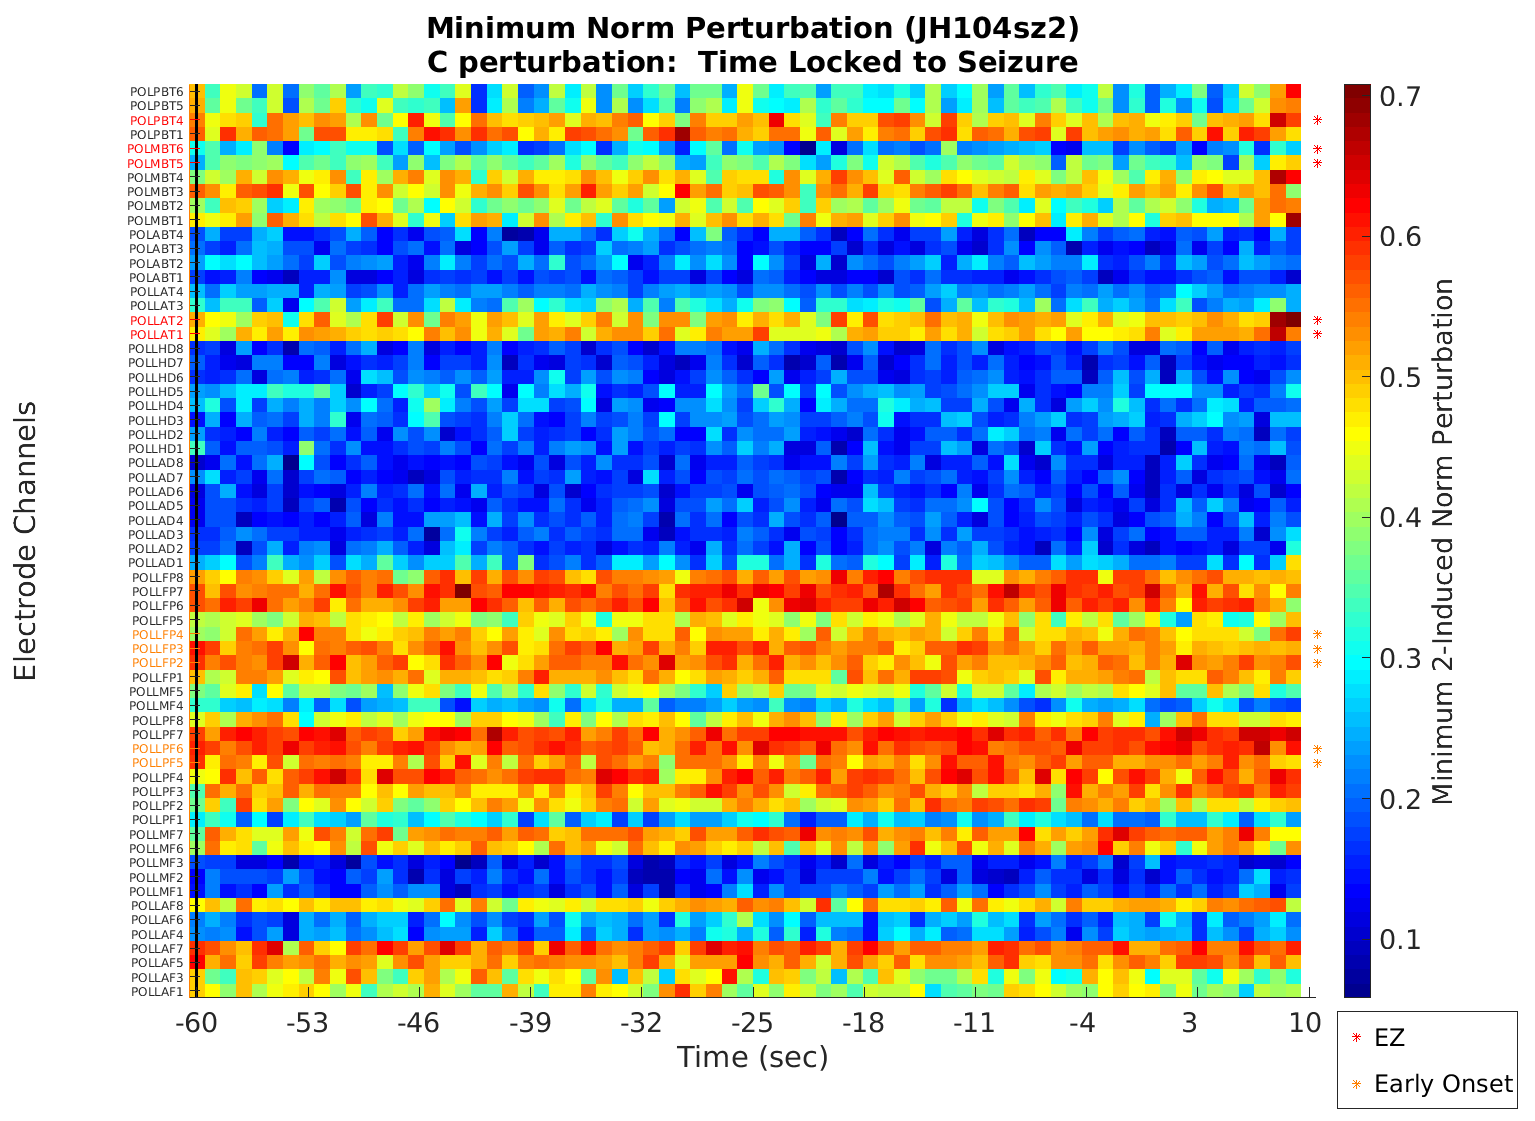 Minimum Norm Perturbation (JH104sz2)
C perturbation:  Time Locked to Seizure
Electrode Channels
POLPBT6
POLPBT5
POLPBT4
POLPBT1
POLMBT6
POLMBT5
POLMBT4
POLMBT3
POLMBT2
POLMBT1
POLABT4
POLABT3
POLABT2
POLABT1
POLLAT4
POLLAT3
POLLAT2
POLLAT1
POLLHD8
POLLHD7
POLLHD6
POLLHD5
POLLHD4
POLLHD3
POLLHD2
POLLHD1
POLLAD8
POLLAD7
POLLAD6
POLLAD5
POLLAD4
POLLAD3
POLLAD2
POLLAD1
POLLFP8
POLLFP7
POLLFP6
POLLFP5
POLLFP4
POLLFP3
POLLFP2
POLLFP1
POLLMF5
POLLMF4
POLLPF8
POLLPF7
POLLPF6
POLLPF5
POLLPF4
POLLPF3
POLLPF2
POLLPF1
POLLMF7
POLLMF6
POLLMF3
POLLMF2
POLLMF1
POLLAF8
POLLAF6
POLLAF4
POLLAF7
POLLAF5
POLLAF3
POLLAF1
-60 -53 -46 -39 -32 -25 -18 -11 -4 3 10
Time (sec)
0.7
0.6
0.5
0.4
0.3
0.2
0.1
Minimum 2-Induced Norm Perturbation
EZ
Early Onset